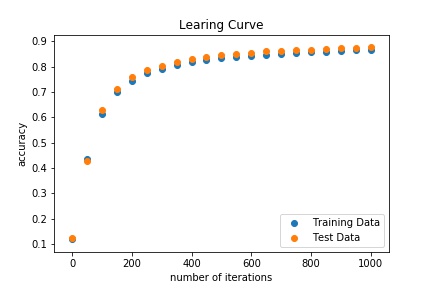 Learing Curve
0.9
0.8
0.7
0.6
0.5
0.4
0.3
0.2
0.1
accuracy
0 200 400 600 800 1000
number of iterations
Training Data
Test Data